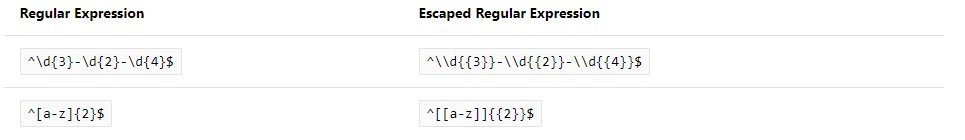 Regular Expression Escaped Regular Expression
^\d{3}-\d{2}-\d{4}$ ^\\d{{3}}-\\d{{2}}-\\d{{4}}$
^[a-z]{2}$ ^[[a-z]]{{2}}$